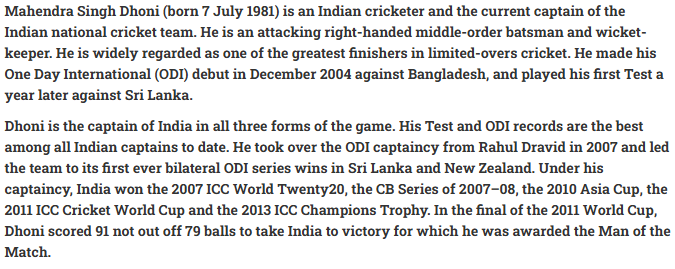 Mahendra Singh Dhoni (born 7 July 1981) is an Indian cricketer and the current captain of the
Indian national cricket team. He is an attacking right-handed middle-order batsman and wicket-
keeper. He is widely regarded as one of the greatest finishers in limited-overs cricket. He made his
One Day International (ODI) debut in December 2004 against Bangladesh, and played his first Test a
year later against Sri Lanka.
Dhoni is the captain of India in all three forms of the game. His Test and ODI records are the best
among all Indian captains to date. He took over the ODI captaincy from Rahul Dravid in 2007 and led
the team to its first ever bilateral ODI series wins in Sri Lanka and New Zealand. Under his
captaincy, India won the 2007 ICC World Twenty20, the CB Series of 2007–08, the 2010 Asia Cup, the
2011 ICC Cricket World Cup and the 2013 ICC Champions Trophy. In the final of the 2011 World Cup,
Dhoni scored 91 not out off 79 balls to take India to victory for which he was awarded the Man of the
Match.